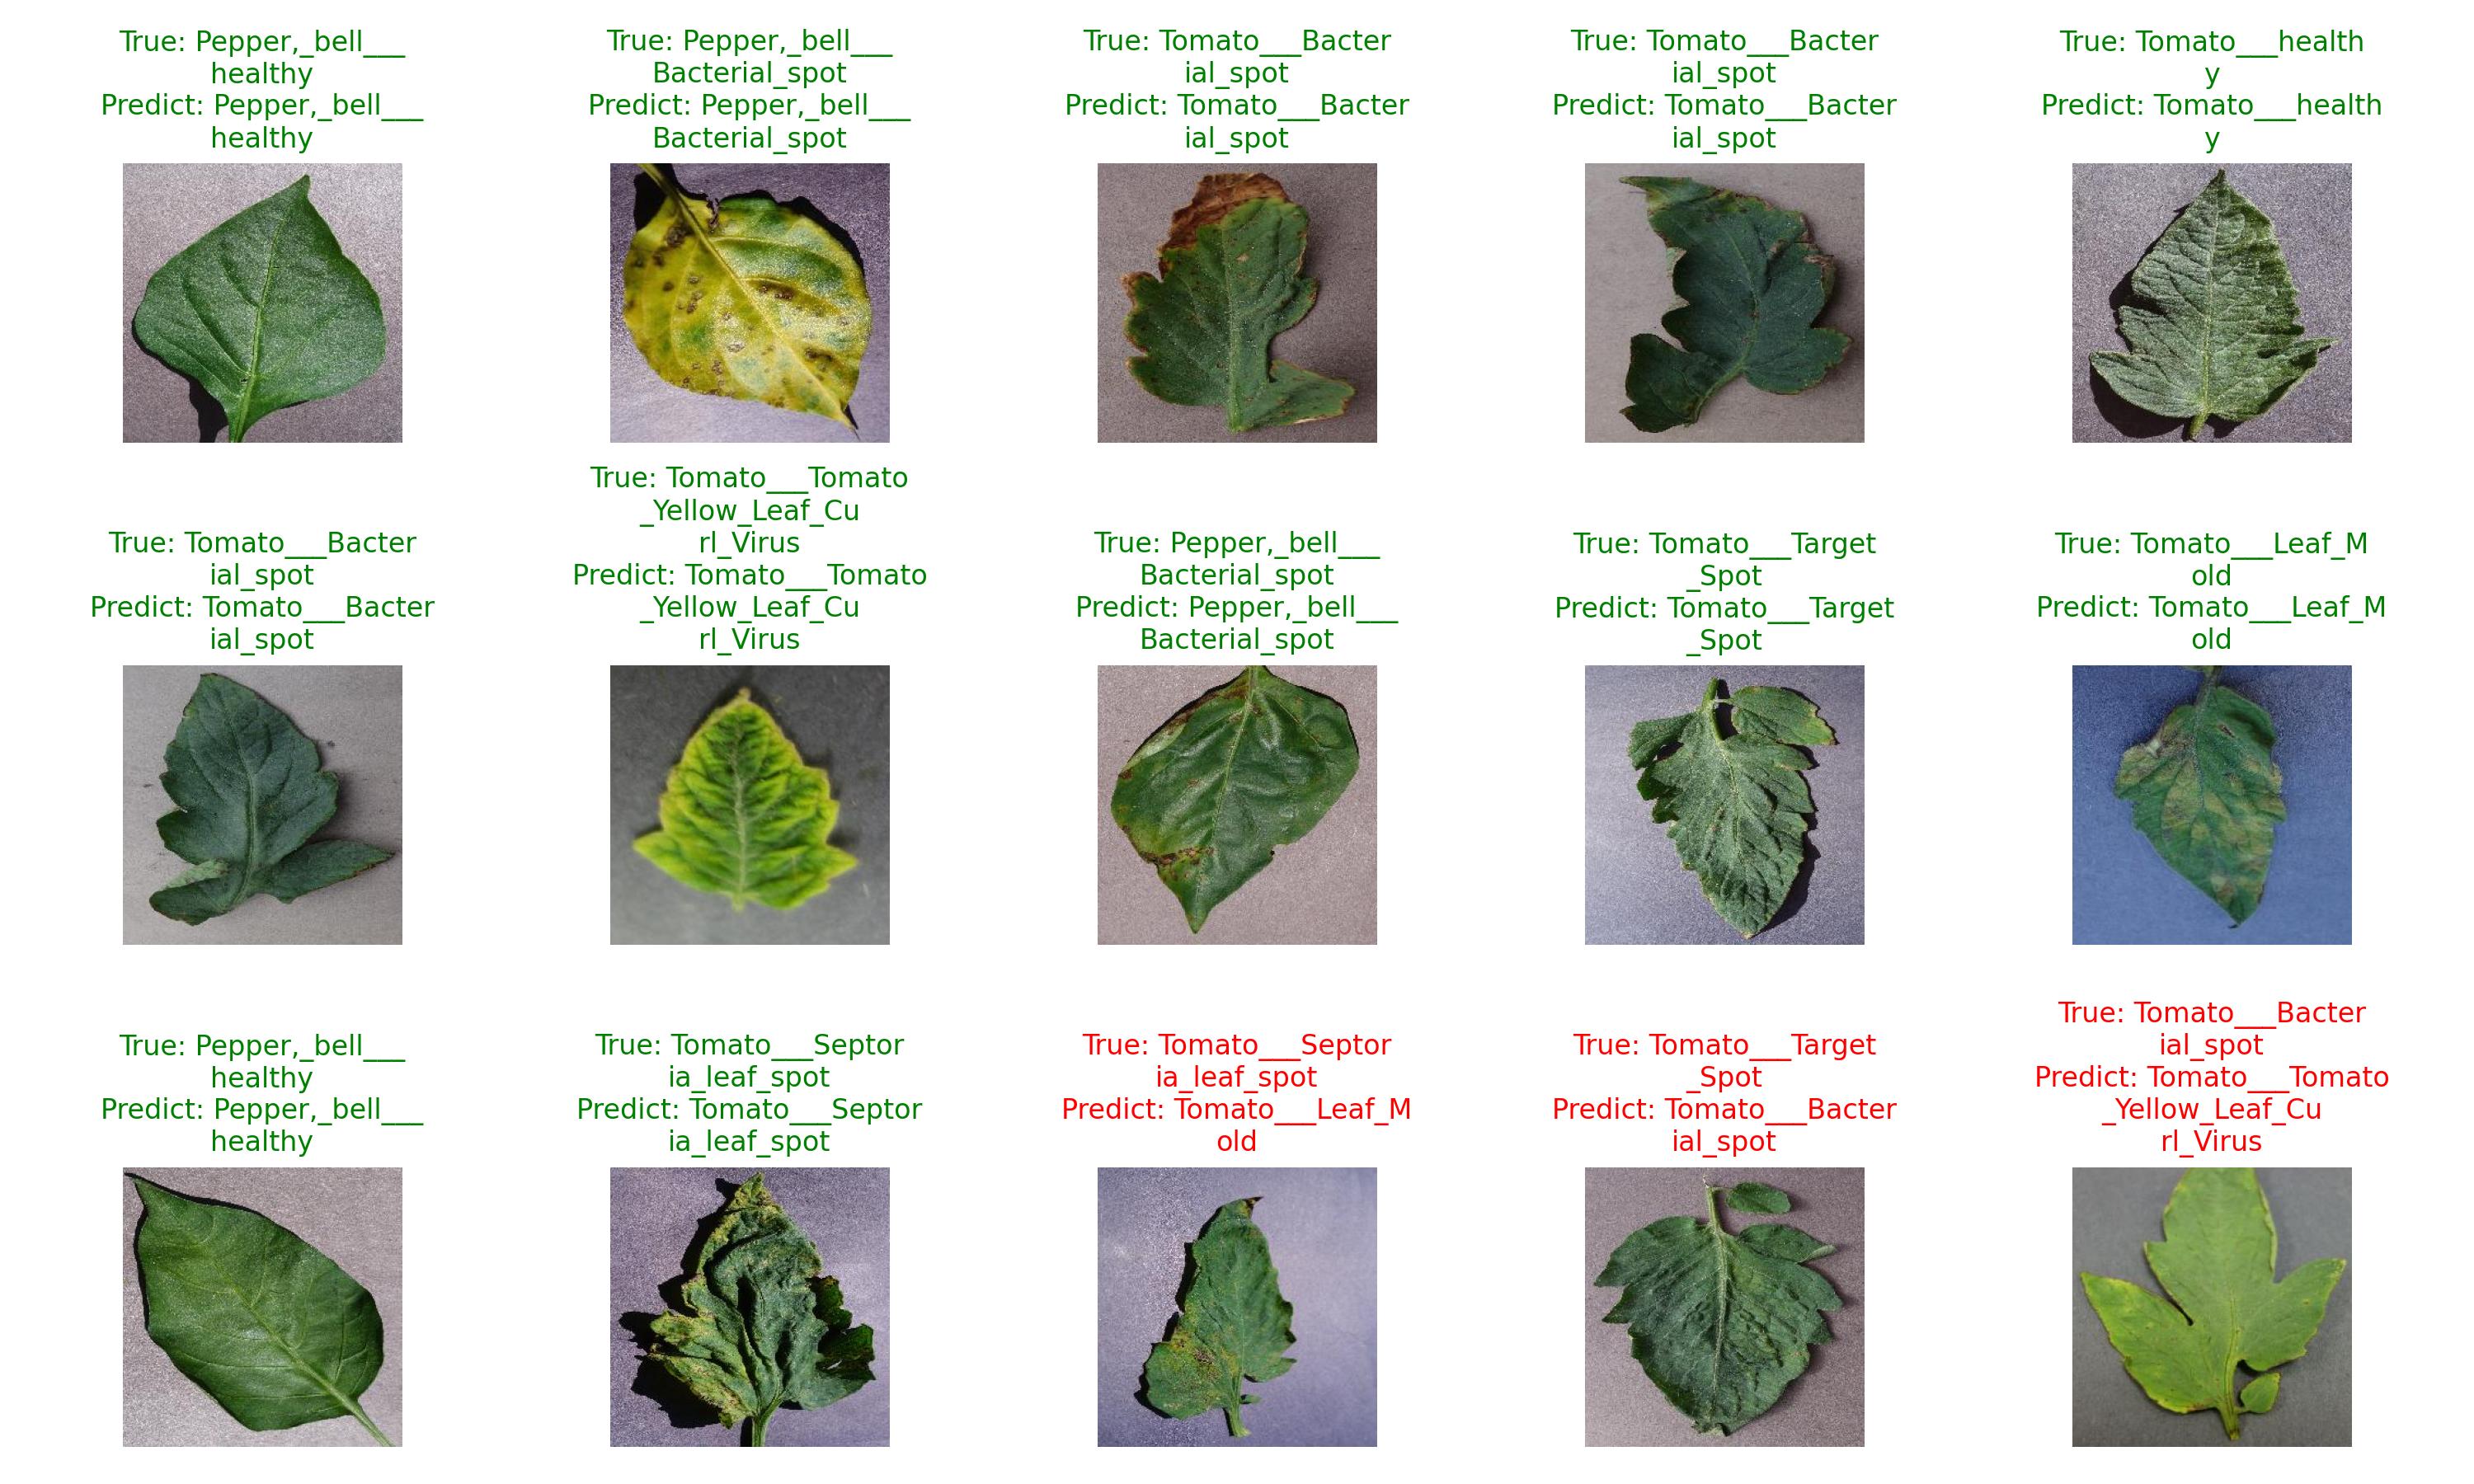 True: Pepper,_bell___
healthy
Predict: Pepper,_bell___
healthy
True: Pepper,_bell___
Bacterial_spot
Predict: Pepper,_bell___
Bacterial_spot
True: Tomato___Bacter
ial_spot
Predict: Tomato___Bacter
ial_spot
True: Tomato___Bacter
ial_spot
Predict: Tomato___Bacter
ial_spot
True: Tomato___health
y
Predict: Tomato___health
y
True: Tomato___Bacter
ial_spot
Predict: Tomato___Bacter
ial_spot
True: Tomato___Tomato
_Yellow_Leaf_Cu
rl_Virus
Predict: Tomato___Tomato
_Yellow_Leaf_Cu
rl_Virus
True: Pepper,_bell___
Bacterial_spot
Predict: Pepper,_bell___
Bacterial_spot
True: Tomato___Target
_Spot
Predict: Tomato___Target
_Spot
True: Tomato___Leaf_M
old
Predict: Tomato___Leaf_M
old
True: Pepper,_bell___
healthy
Predict: Pepper,_bell___
healthy
True: Tomato___Septor
ia_leaf_spot
Predict: Tomato___Septor
ia_leaf_spot
True: Tomato___Septor
ia_leaf_spot
Predict: Tomato___Leaf_M
old
True: Tomato___Target
_Spot
Predict: Tomato___Bacter
ial_spot
True: Tomato___Bacter
ial_spot
Predict: Tomato___Tomato
_Yellow_Leaf_Cu
rl_Virus